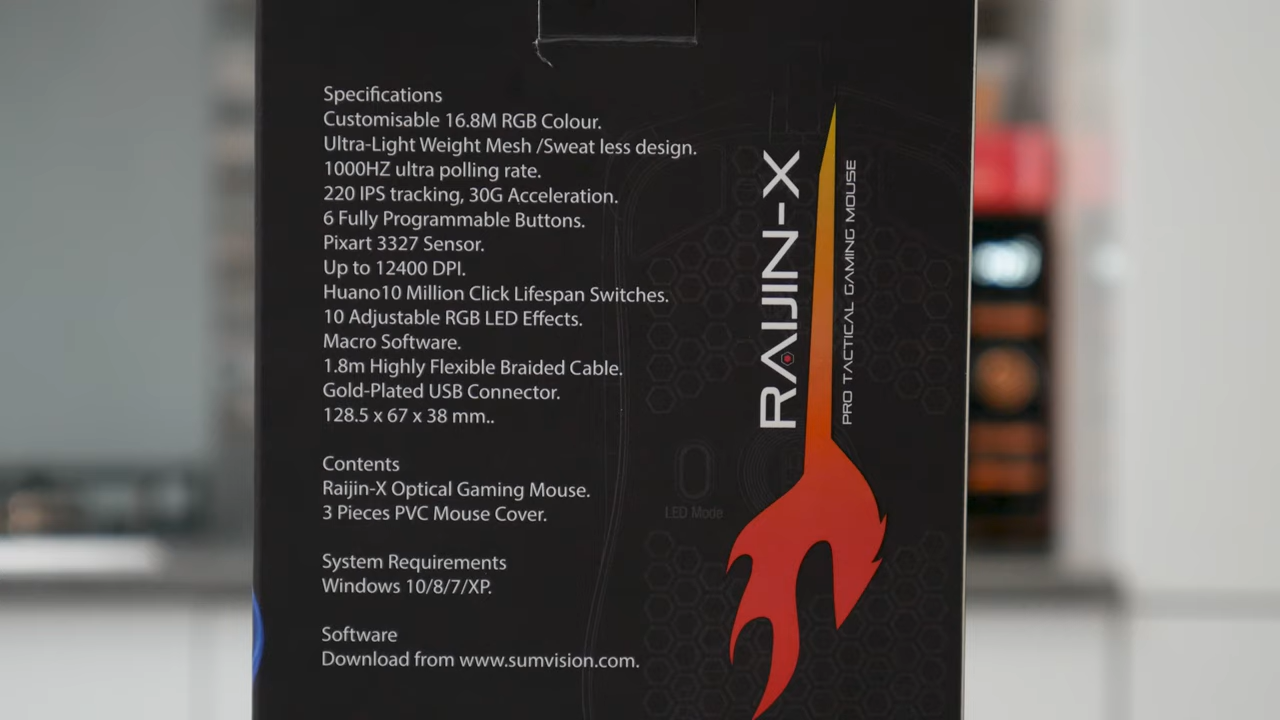 Specifications
Customisable 16.8M RGB Colour.
Ultra-Light Weight Mesh /Sweat less design.
1000HZ ultra polling rate.
220 IPS tracking, 30G Acceleration.
6 Fully Programmable Buttons.
Pixart 3327 Sensor.
Up to 12400 DPI.
Huano10 Million Click Lifespan Switches.
10 Adjustable RGB LED Effects.
Macro Software.
1.8m Highly Flexible Braided Cable.
Gold-Plated USB Connector.
128.5 x 67 x 38 mm..
Contents
Raijin-X Optical Gaming Mouse.
3 Pieces PVC Mouse Cover.
System Requirements
Windows 10/8/7/XP.
Software
Download from www.sumvision.com.
LED Mode
RAIJIN-X
PRO TACTICAL GAMING MOUSE